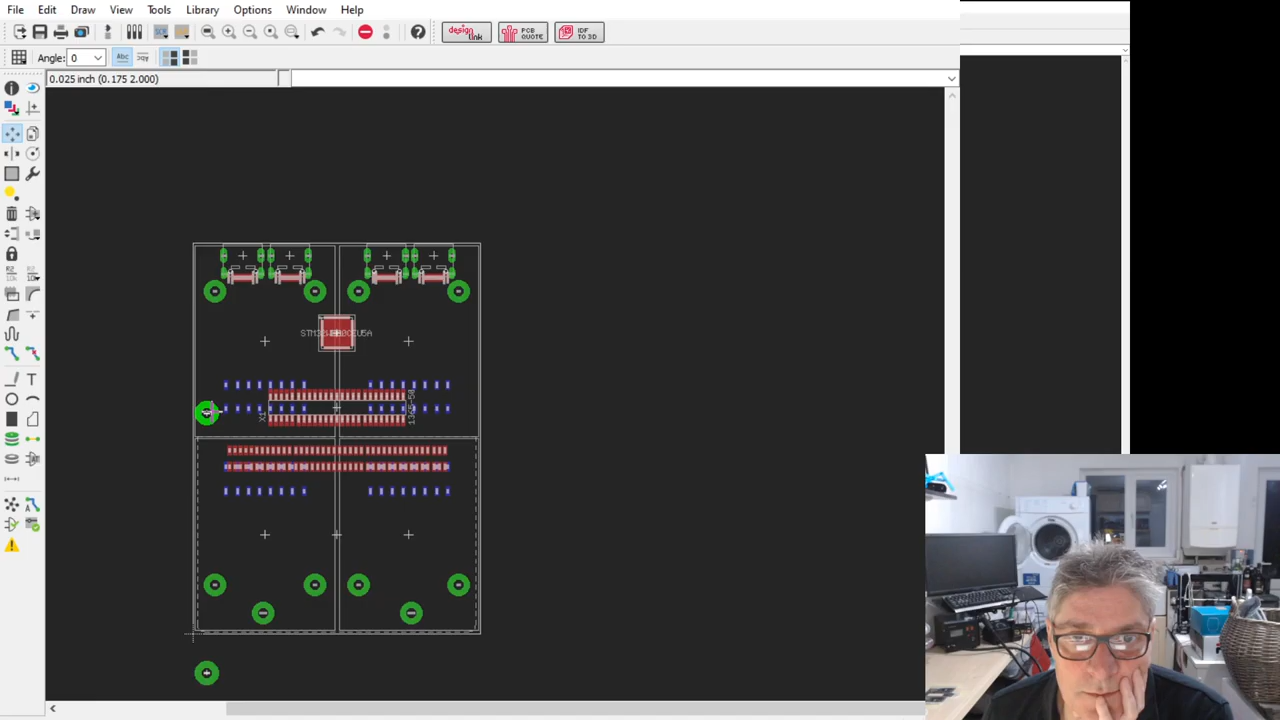 File Edit Draw View Tools Library Options Window Help
design link PCB QUOTE IDF TO 3D
Angle: 0
0.025 inch (0.175 2.000)
X1